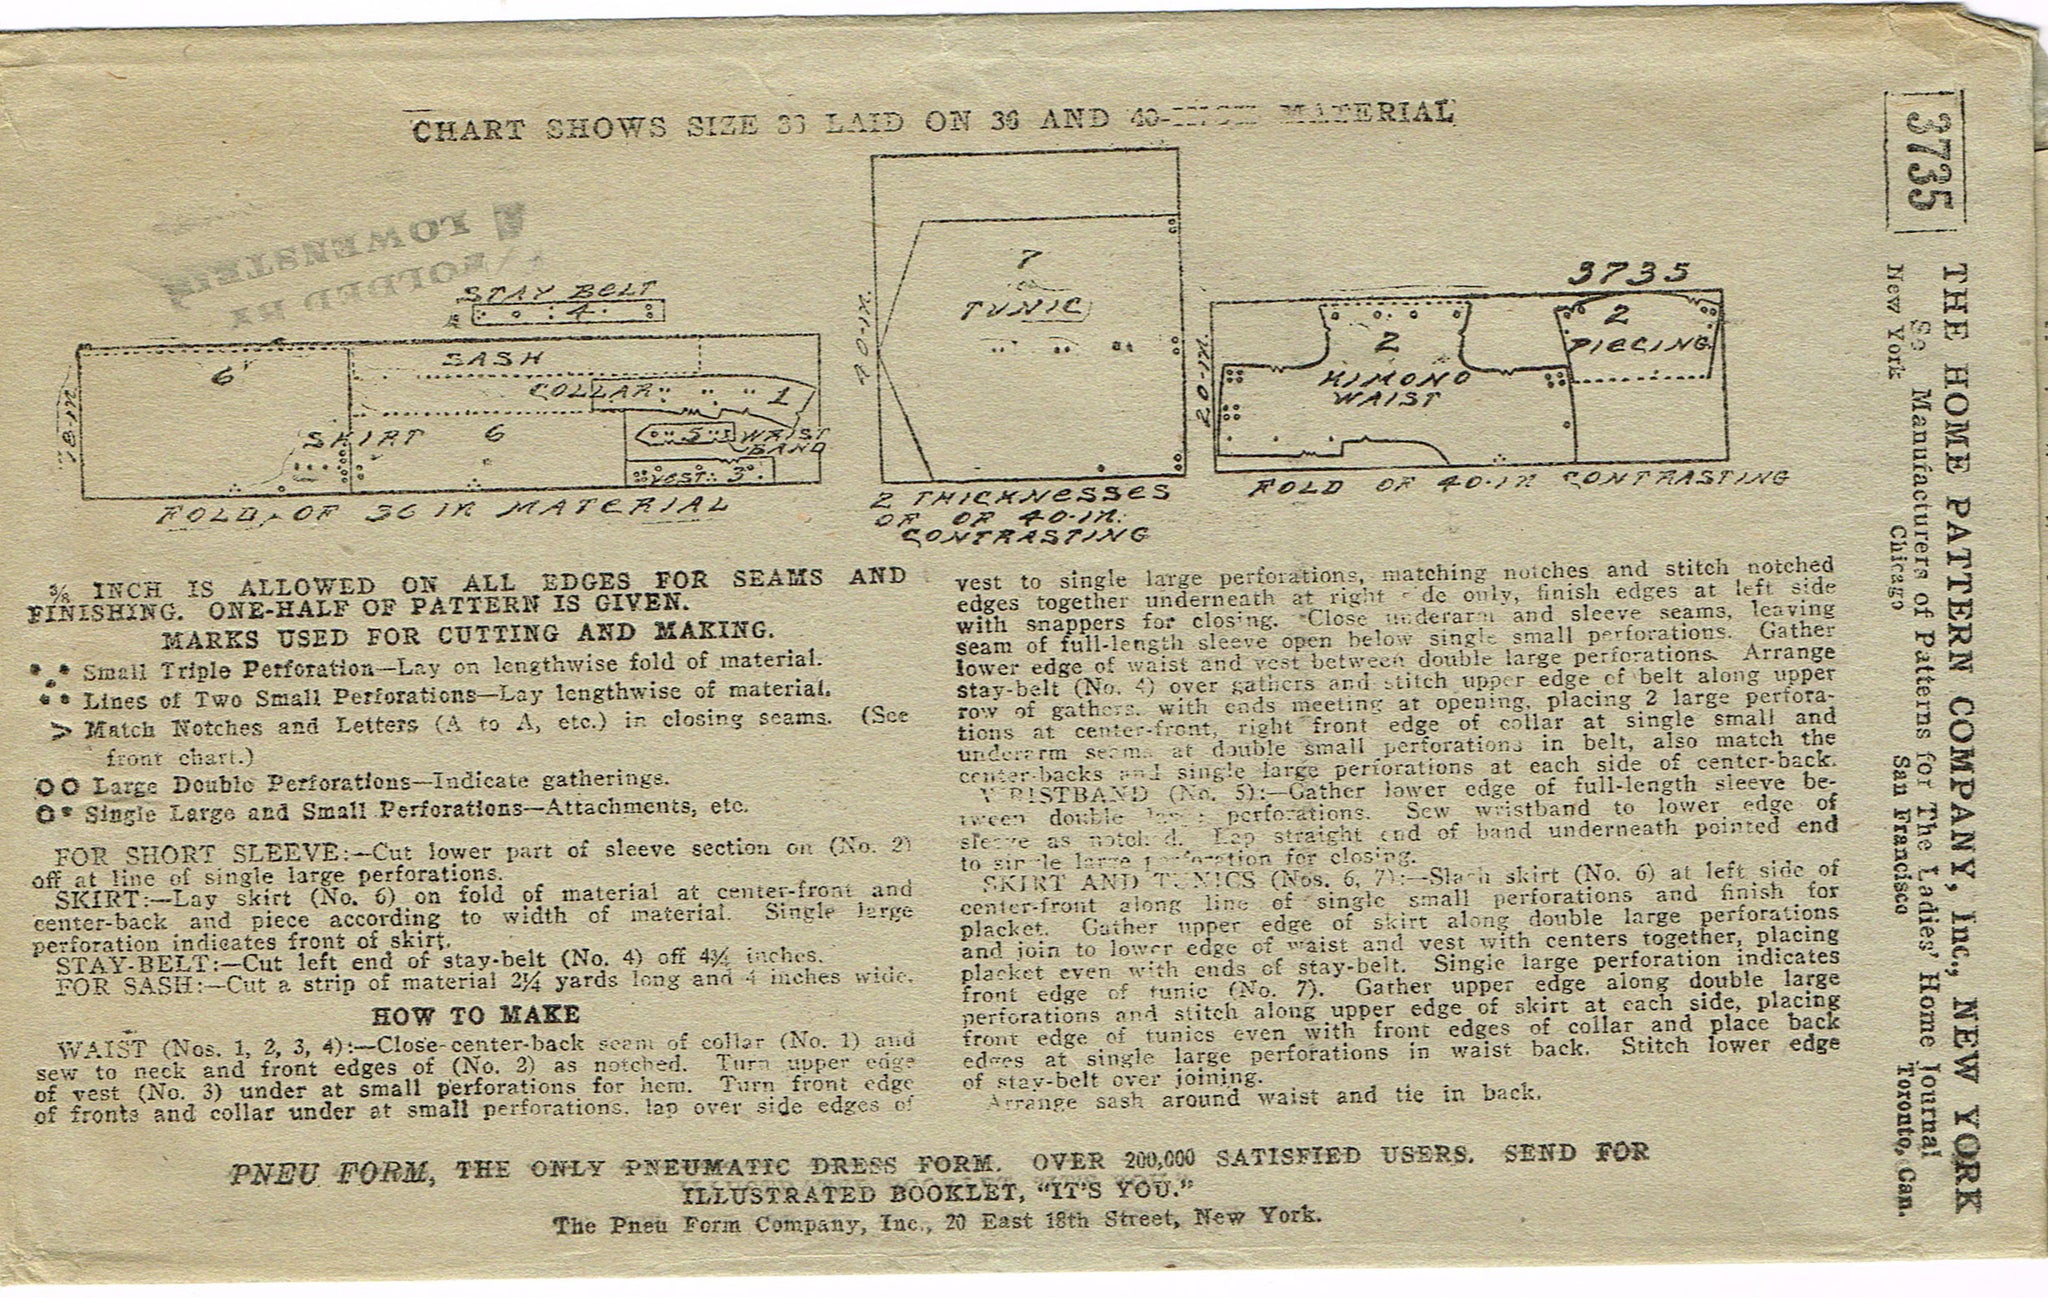 CHART SHOWS SIZE 36 LAID ON 36 AND 40-INCH MATERIAL
LOWENSTEIN
FOLDED BY
STAY BELT
4
SASH
6
COLLAR
1
18-IN
SKIRT 6
5 WRIST
BAND
VEST 3
FOLD OF 36 IN MATERIAL
7
TUNIC
40-IN.
2 THICKNESSES
OF OF 40-IN.
CONTRASTING
3735
2
PIECING
2
KIMONO
WAIST
20-IN.
FOLD OF 40-IN CONTRASTING
3/8 INCH IS ALLOWED ON ALL EDGES FOR SEAMS AND
FINISHING. ONE-HALF OF PATTERN IS GIVEN.
MARKS USED FOR CUTTING AND MAKING.
Small Triple Perforation—Lay on lengthwise fold of material.
Lines of Two Small Perforations—Lay lengthwise of material.
> Match Notches and Letters (A to A, etc.) in closing seams. (See
front chart.)
Large Double Perforations—Indicate gatherings.
Single Large and Small Perforations—Attachments, etc.
FOR SHORT SLEEVE:—Cut lower part of sleeve section on (No. 2)
off at line of single large perforations.
SKIRT:—Lay skirt (No. 6) on fold of material at center-front and
center-back and piece according to width of material. Single large
perforation indicates front of skirt.
STAY-BELT:—Cut left end of stay-belt (No. 4) off 4¾ inches.
FOR SASH:—Cut a strip of material 2¼ yards long and 4 inches wide.
HOW TO MAKE
WAIST (Nos. 1, 2, 3, 4):—Close-center-back seam of collar (No. 1) and
sew to neck and front edges of (No. 2) as notched. Turn upper edge
of vest (No. 3) under at small perforations for hem. Turn front edge
of fronts and collar under at small perforations, lap over side edges of
vest to single large perforations, matching notches and stitch notched
edges together underneath at right side only, finish edges at left side
with snappers for closing. Close underarm and sleeve seams, leaving
seam of full-length sleeve open below single small perforations. Gather
lower edge of waist and vest between double large perforations. Arrange
stay-belt (No. 4) over gathers and stitch upper edge of belt along upper
row of gathers, with ends meeting at opening, placing 2 large perfora-
tions at center-front, right front edge of collar at single small and
underarm seams at double small perforations in belt, also match the
center-backs and single large perforations at each side of center-back.
WRISTBAND (No. 5):—Gather lower edge of full-length sleeve be-
tween double large perforations. Sew wristband to lower edge of
sleeve as notched. Lap straight end of band underneath pointed end
to single large perforation for closing.
SKIRT AND TUNICS (Nos. 6, 7):—Slash skirt (No. 6) at left side of
center-front along line of single small perforations and finish for
placket. Gather upper edge of skirt along double large perforations
and join to lower edge of waist and vest with centers together, placing
placket even with ends of stay-belt. Single large perforation indicates
front edge of tunic (No. 7). Gather upper edge along double large
perforations and stitch along upper edge of skirt at each side, placing
front edge of tunics even with front edges of collar and place back
edges at single large perforations in waist back. Stitch lower edge
of stay-belt over joining.
Arrange sash around waist and tie in back.
PNEU FORM, THE ONLY PNEUMATIC DRESS FORM. OVER 200,000 SATISFIED USERS. SEND FOR
ILLUSTRATED BOOKLET, "IT'S YOU."
The Pneu Form Company, Inc., 20 East 18th Street, New York.
3735
THE HOME PATTERN COMPANY, Inc., NEW YORK
Manufacturers of Patterns for The Ladies' Home Journal
New York Chicago San Francisco Toronto, Can.